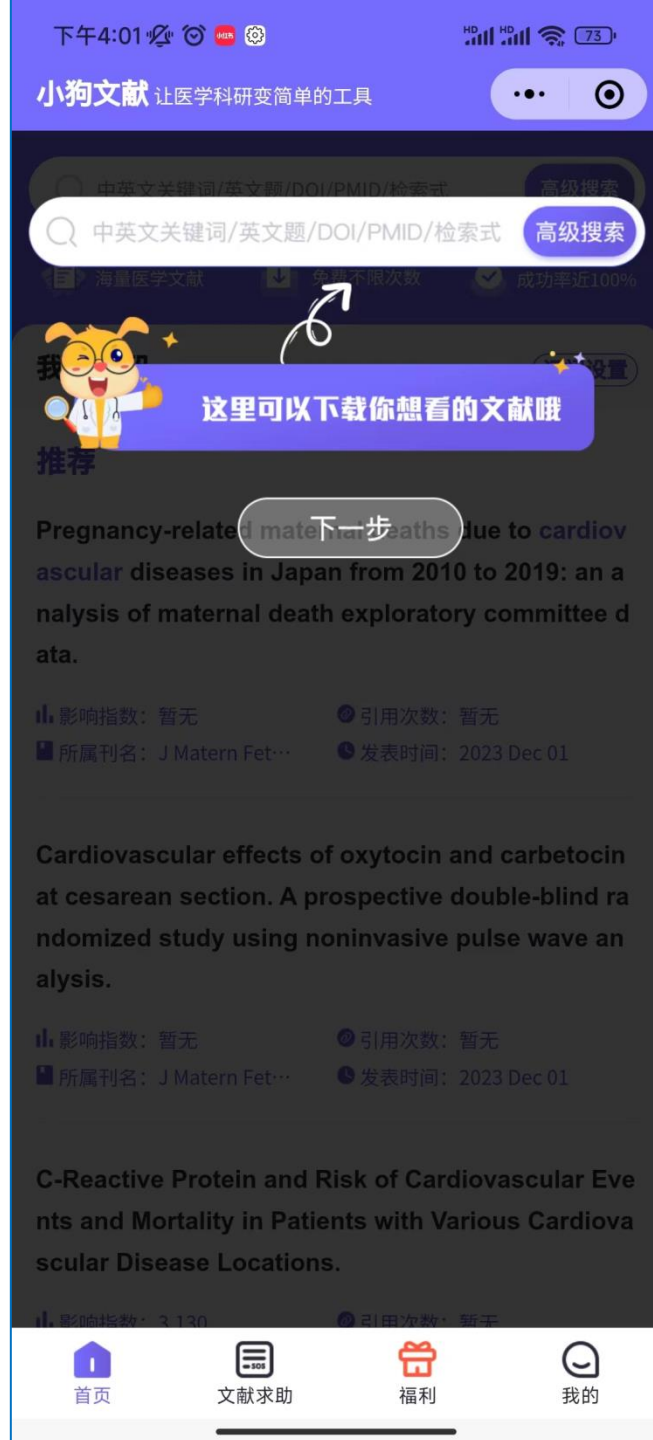 下午4:01
73
小狗文献 让医学科研变简单的工具
中英文关键词/英文题/DOI/PMID/检索式 高级搜索
海量医学文献 免费不限次数 成功率近100%
这里可以下载你想看的文献哦
推荐
下一步
Pregnancy-related maternal deaths due to cardiov
ascular diseases in Japan from 2010 to 2019: an a
nalysis of maternal death exploratory committee d
ata.
影响指数：暂无 引用次数：暂无
所属刊名：J Matern Fet… 发表时间：2023 Dec 01
Cardiovascular effects of oxytocin and carbetocin
at cesarean section. A prospective double-blind ra
ndomized study using noninvasive pulse wave an
alysis.
影响指数：暂无 引用次数：暂无
所属刊名：J Matern Fet… 发表时间：2023 Dec 01
C-Reactive Protein and Risk of Cardiovascular Eve
nts and Mortality in Patients with Various Cardiova
scular Disease Locations.
影响指数：3.130 引用次数：暂无
首页 文献求助 福利 我的